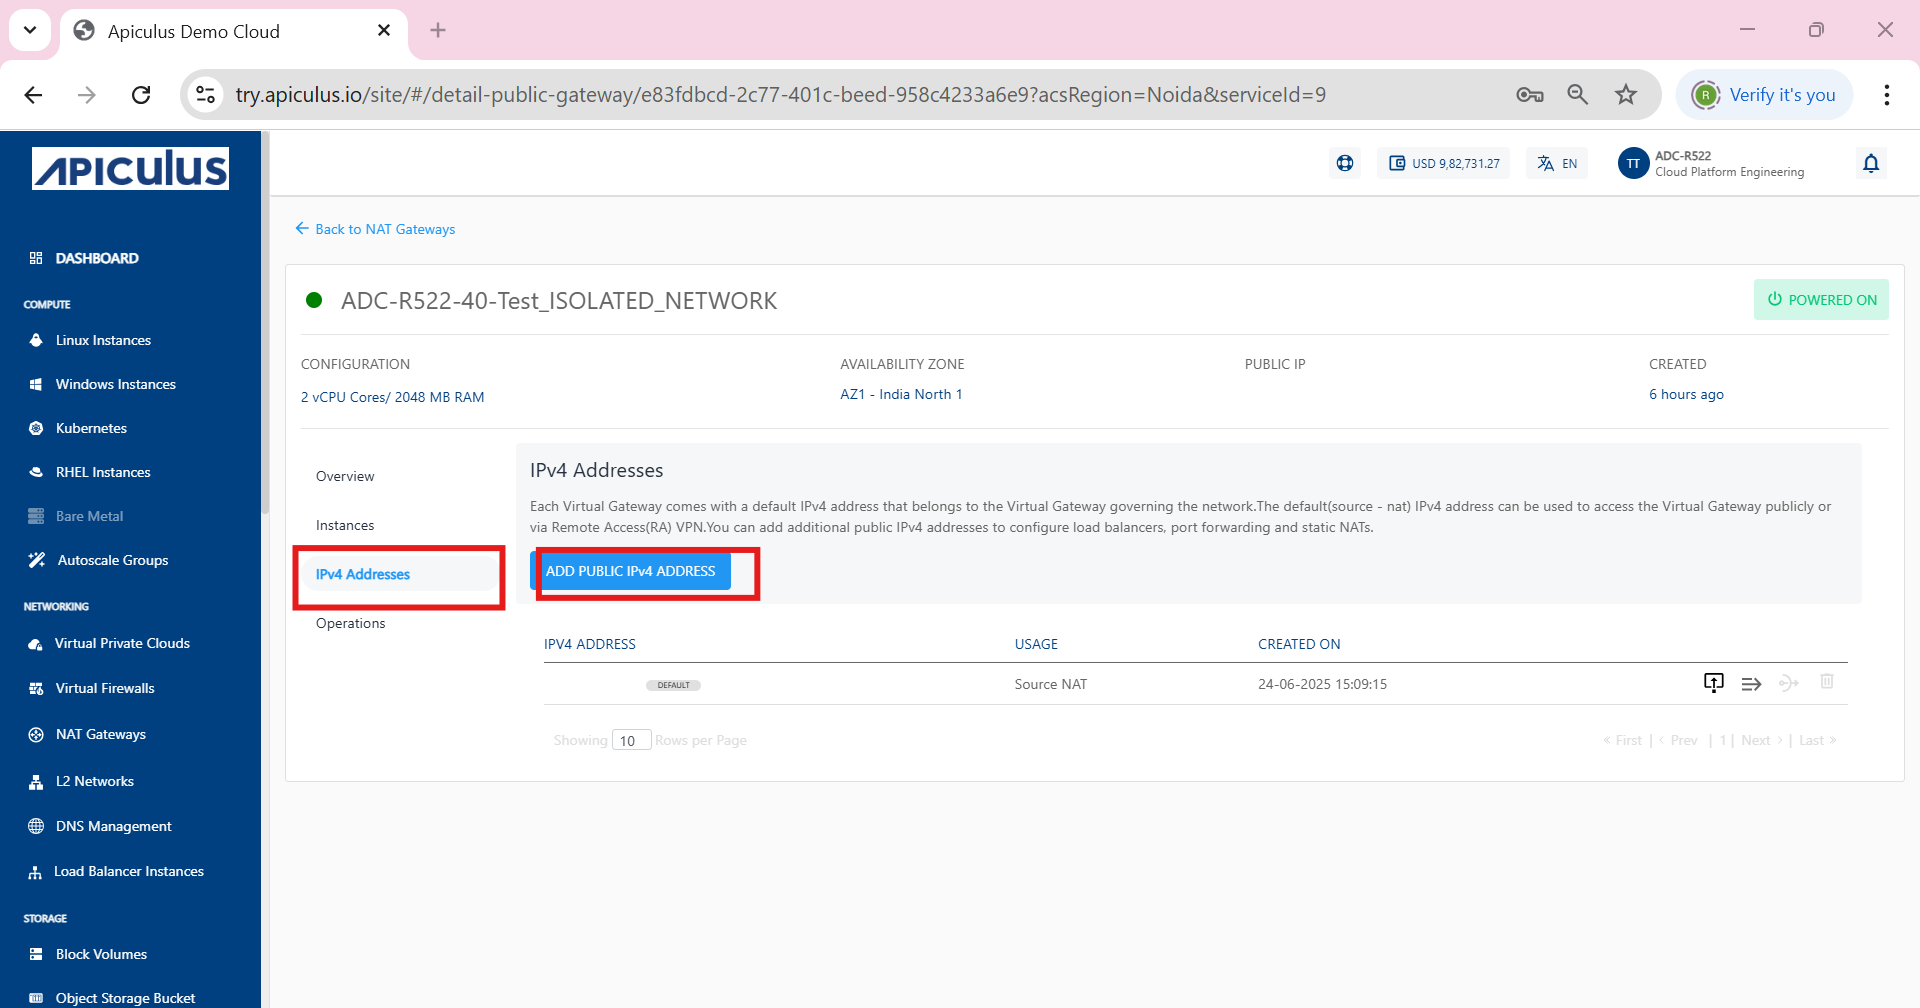 Apiculus Demo Cloud
try.apiculus.io/site/#/detail-public-gateway/e83fdbcd-2c77-401c-beed-958c4233a6e9?acsRegion=Noida&serviceId=9
R
Verify it's you
APICULUS
USD 9,82,731.27
EN
TT
ADC-R522
Cloud Platform Engineering
Back to NAT Gateways
DASHBOARD
COMPUTE
Linux Instances
Windows Instances
Kubernetes
RHEL Instances
Bare Metal
Autoscale Groups
NETWORKING
Virtual Private Clouds
Virtual Firewalls
NAT Gateways
L2 Networks
DNS Management
Load Balancer Instances
STORAGE
Block Volumes
Object Storage Bucket
ADC-R522-40-Test_ISOLATED_NETWORK
POWERED ON
CONFIGURATION
2 vCPU Cores/ 2048 MB RAM
AVAILABILITY ZONE
AZ1 - India North 1
PUBLIC IP
CREATED
6 hours ago
Overview
Instances
IPv4 Addresses
Operations
IPv4 Addresses
Each Virtual Gateway comes with a default IPv4 address that belongs to the Virtual Gateway governing the network.The default(source - nat) IPv4 address can be used to access the Virtual Gateway publicly or
via Remote Access(RA) VPN.You can add additional public IPv4 addresses to configure load balancers, port forwarding and static NATs.
ADD PUBLIC IPv4 ADDRESS
IPV4 ADDRESS USAGE CREATED ON
DEFAULT Source NAT 24-06-2025 15:09:15
Showing 10 Rows per Page
« First | < Prev | 1 | Next > | Last »